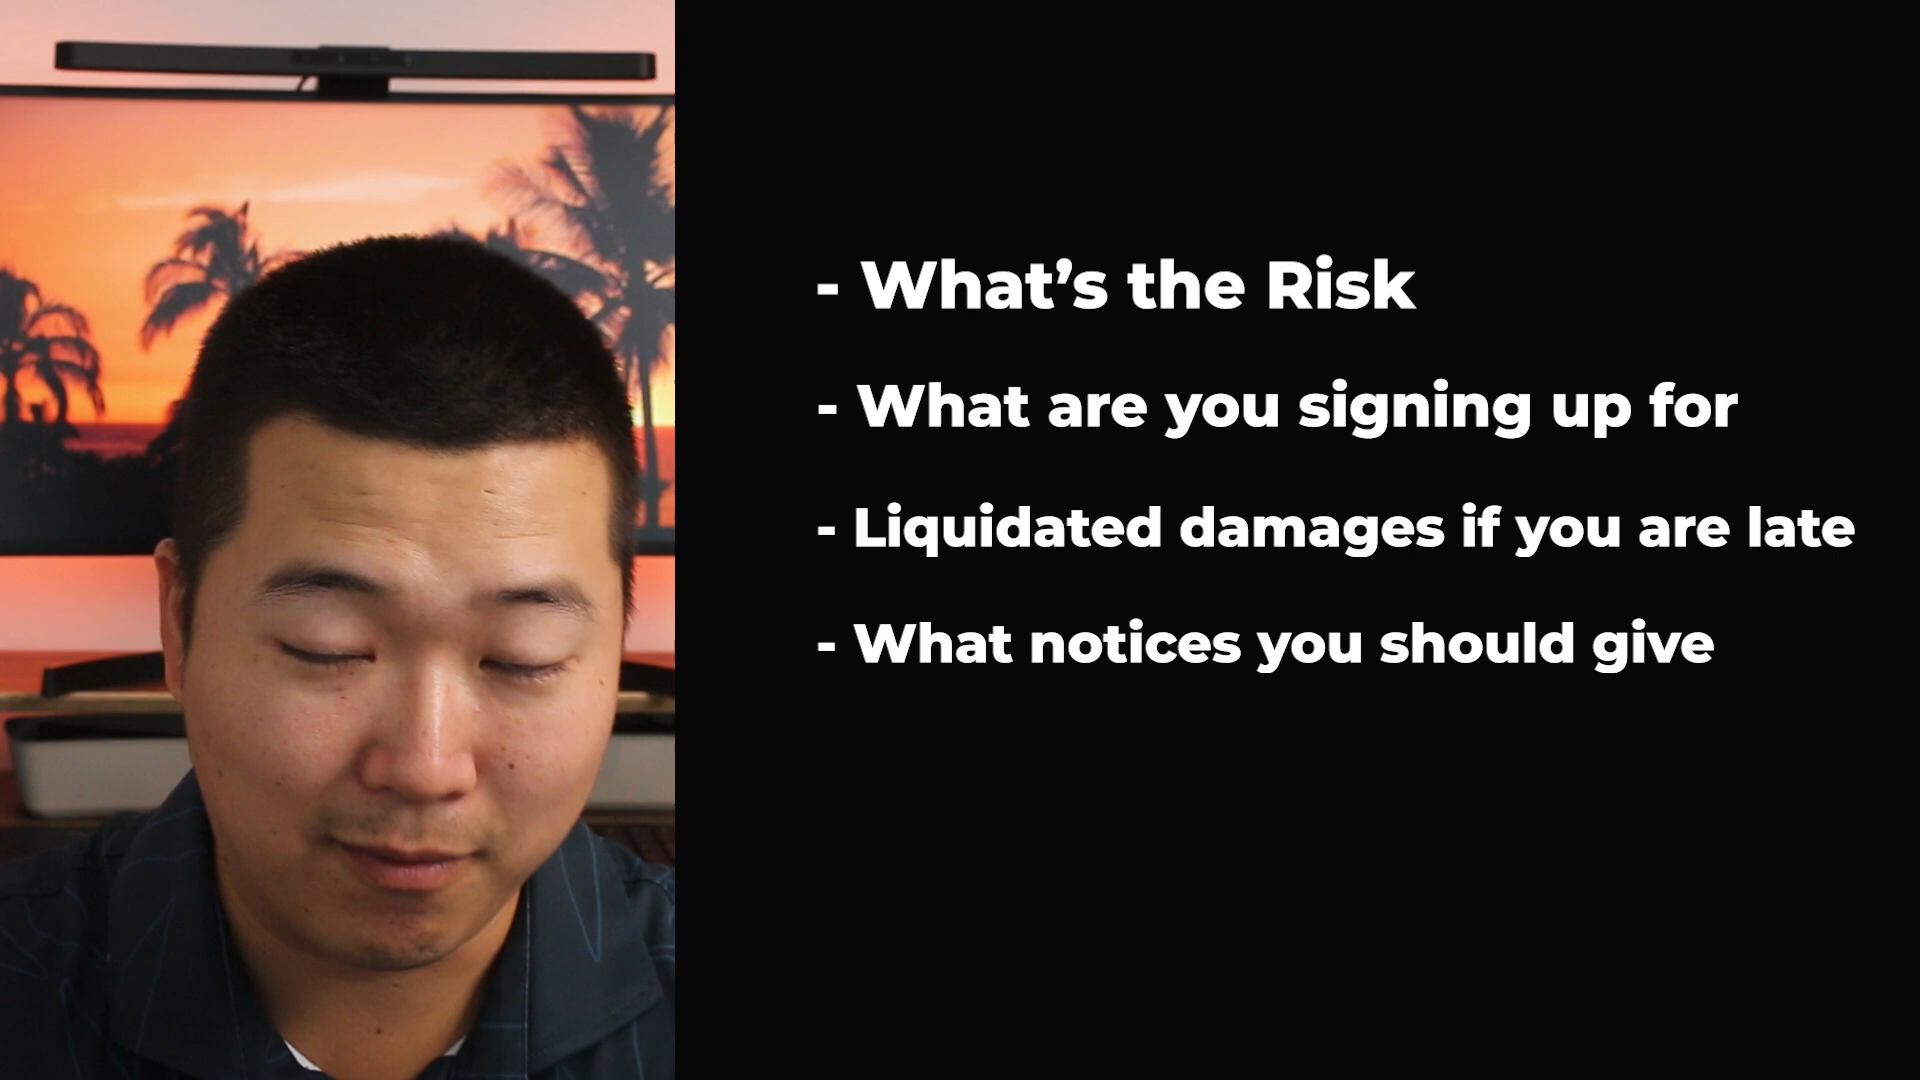 - What’s the Risk
- What are you signing up for
- Liquidated damages if you are late
- What notices you should give